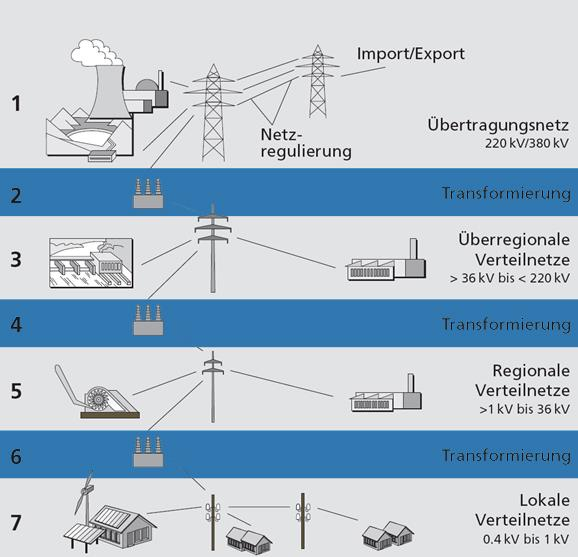 1
Import/Export
Netz-
regulierung
Übertragungsnetz
220 kV/380 kV
2
Transformierung
3
Überregionale
Verteilnetze
> 36 kV bis < 220 kV
4
Transformierung
5
Regionale
Verteilnetze
>1 kV bis 36 kV
6
Transformierung
7
Lokale
Verteilnetze
0.4 kV bis 1 kV